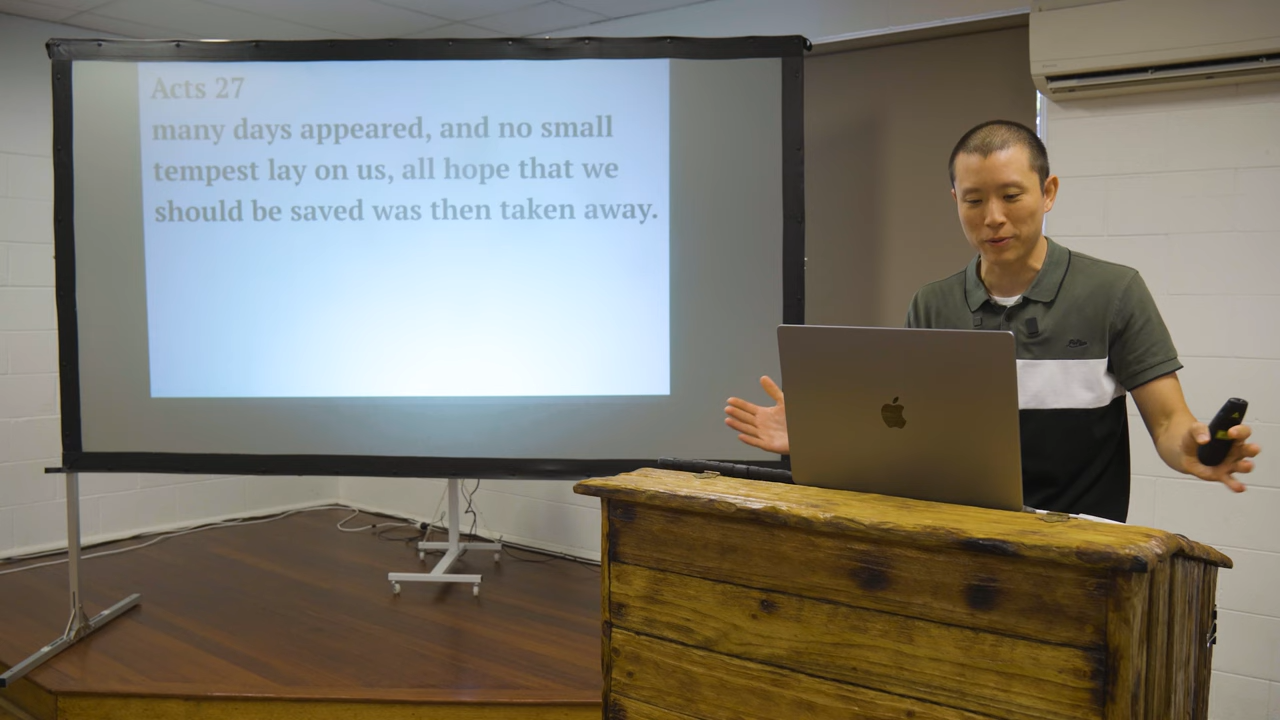 Acts 27
many days appeared, and no small
tempest lay on us, all hope that we
should be saved was then taken away.